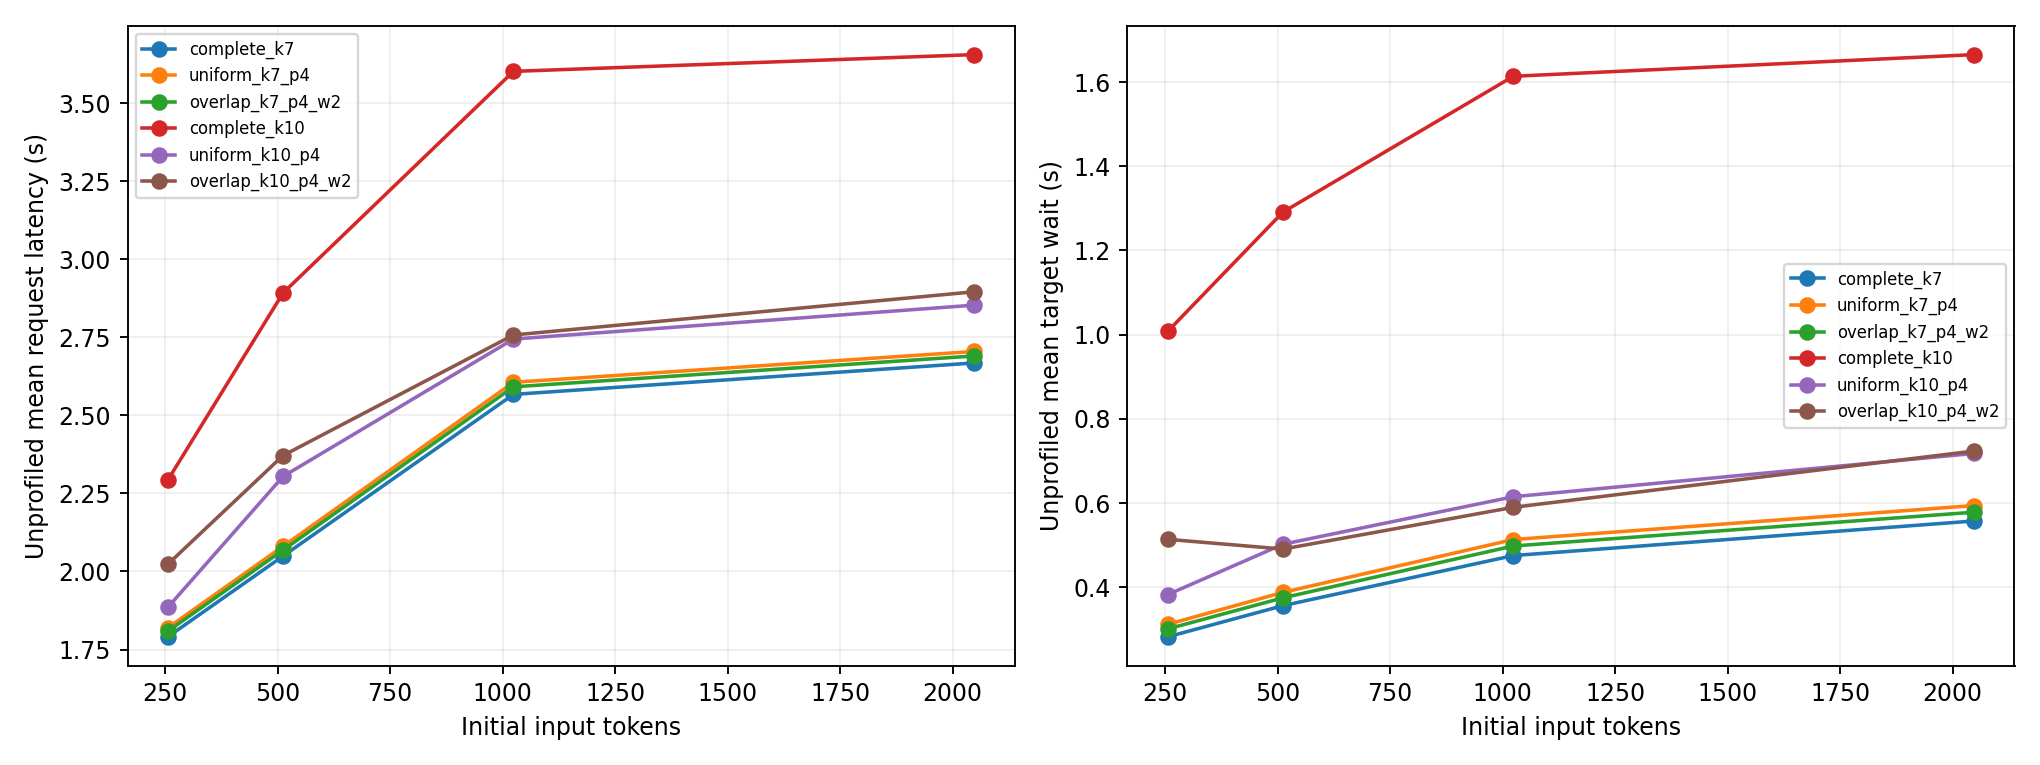 Unprofiled mean request latency (s)
3.50
3.25
3.00
2.75
2.50
2.25
2.00
1.75
complete_k7
uniform_k7_p4
overlap_k7_p4_w2
complete_k10
uniform_k10_p4
overlap_k10_p4_w2
250 500 750 1000 1250 1500 1750 2000
Initial input tokens
Unprofiled mean target wait (s)
1.6
1.4
1.2
1.0
0.8
0.6
0.4
complete_k7
uniform_k7_p4
overlap_k7_p4_w2
complete_k10
uniform_k10_p4
overlap_k10_p4_w2
250 500 750 1000 1250 1500 1750 2000
Initial input tokens